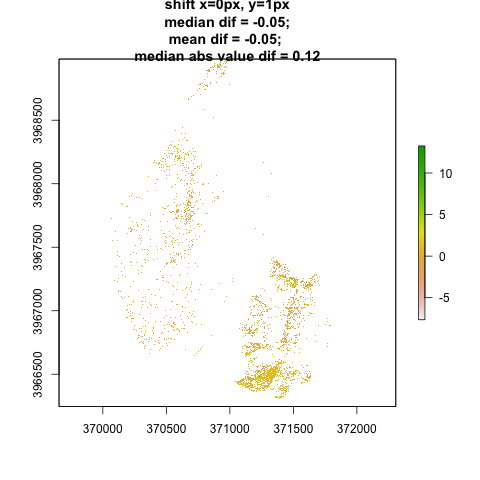 shift x=0px, y=1px
median dif = -0.05;
mean dif = -0.05;
median abs value dif = 0.12
3968500
3968000
3967500
3967000
3966500
10
5
0
-5
370000 370500 371000 371500 372000